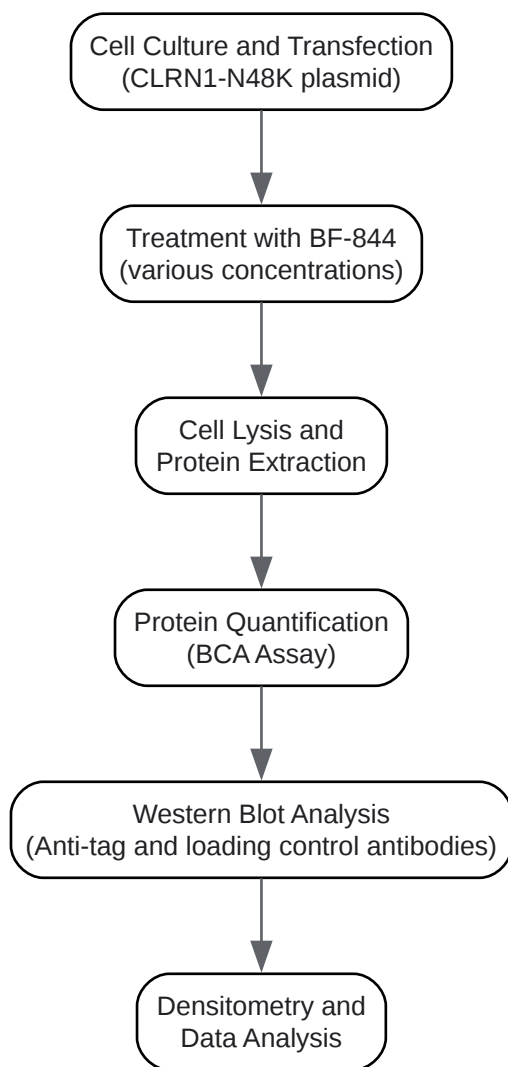 Cell Culture and Transfection
(CLRN1-N48K plasmid)
Treatment with BF-844
(various concentrations)
Cell Lysis and
Protein Extraction
Protein Quantification
(BCA Assay)
Western Blot Analysis
(Anti-tag and loading control antibodies)
Densitometry and
Data Analysis